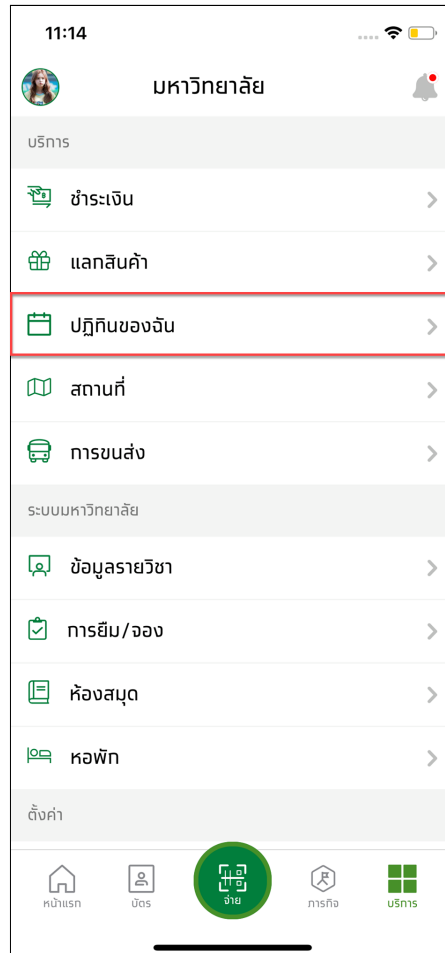 11:14
มหาวิทยาลัย
บริการ
ชำระเงิน
แลกสินค้า
ปฏิทินของฉัน
สถานที่
การขนส่ง
ระบบมหาวิทยาลัย
ข้อมูลรายวิชา
การยืม/จอง
ห้องสมุด
หอพัก
ตั้งค่า
หน้าแรก
บัตร
จ่าย
ภารกิจ
บริการ